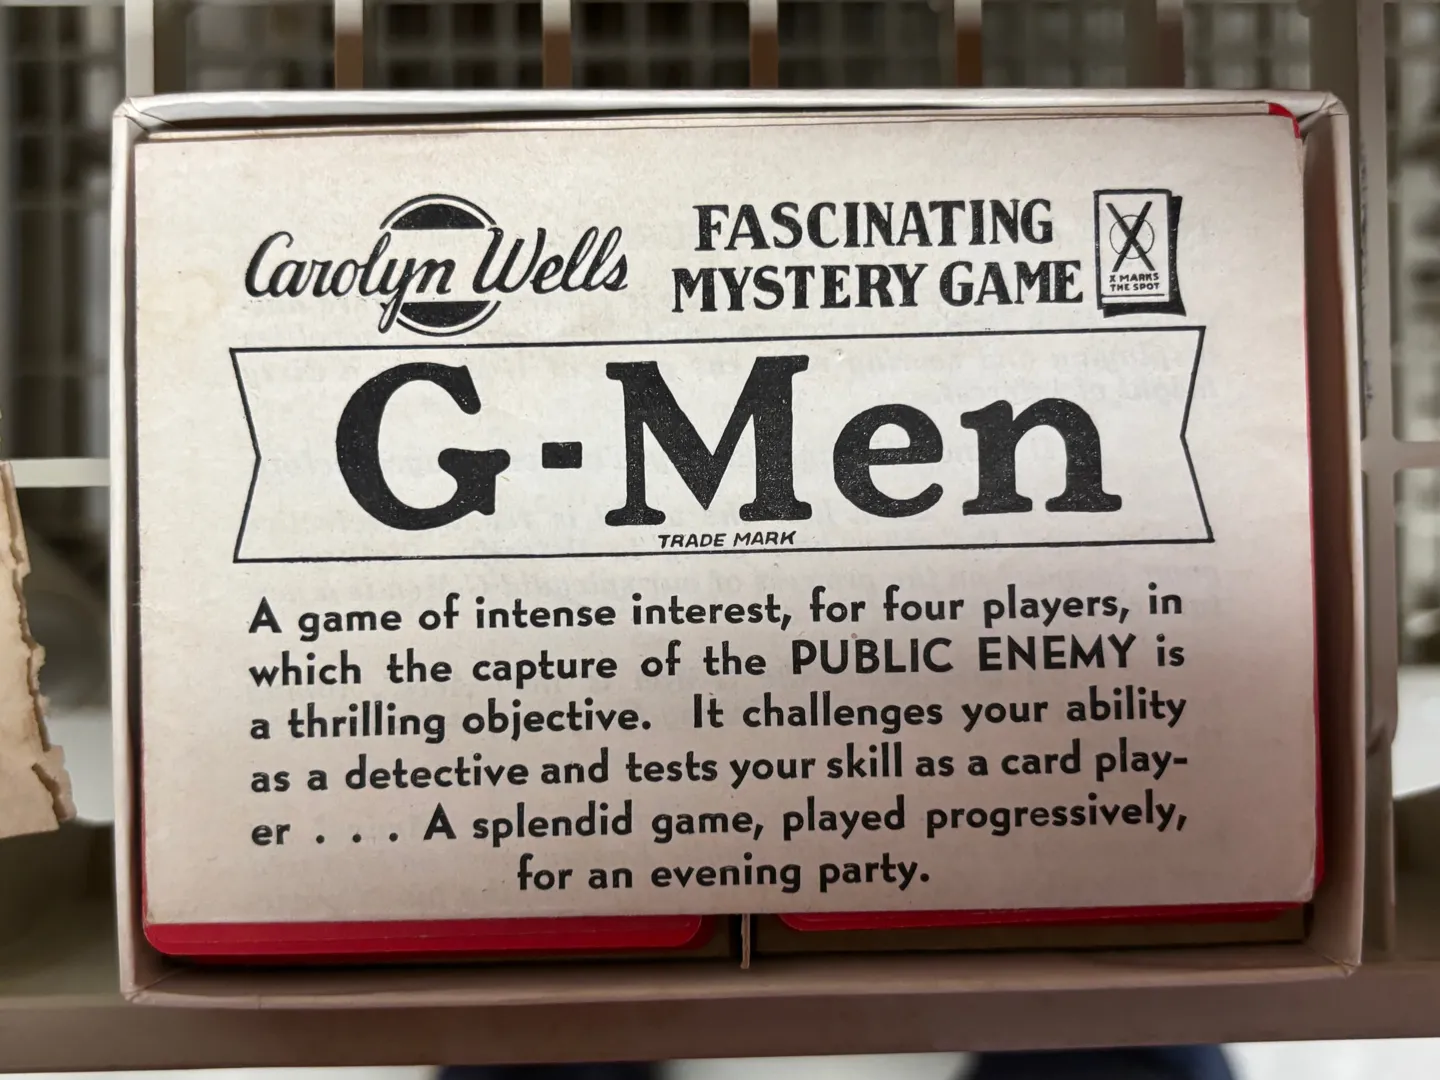 Carolyn Wells
FASCINATING
MYSTERY GAME
X MARKS
THE SPOT
G-Men
TRADE MARK
A game of intense interest, for four players, in
which the capture of the PUBLIC ENEMY is
a thrilling objective. It challenges your ability
as a detective and tests your skill as a card play-
er . . . A splendid game, played progressively,
for an evening party.